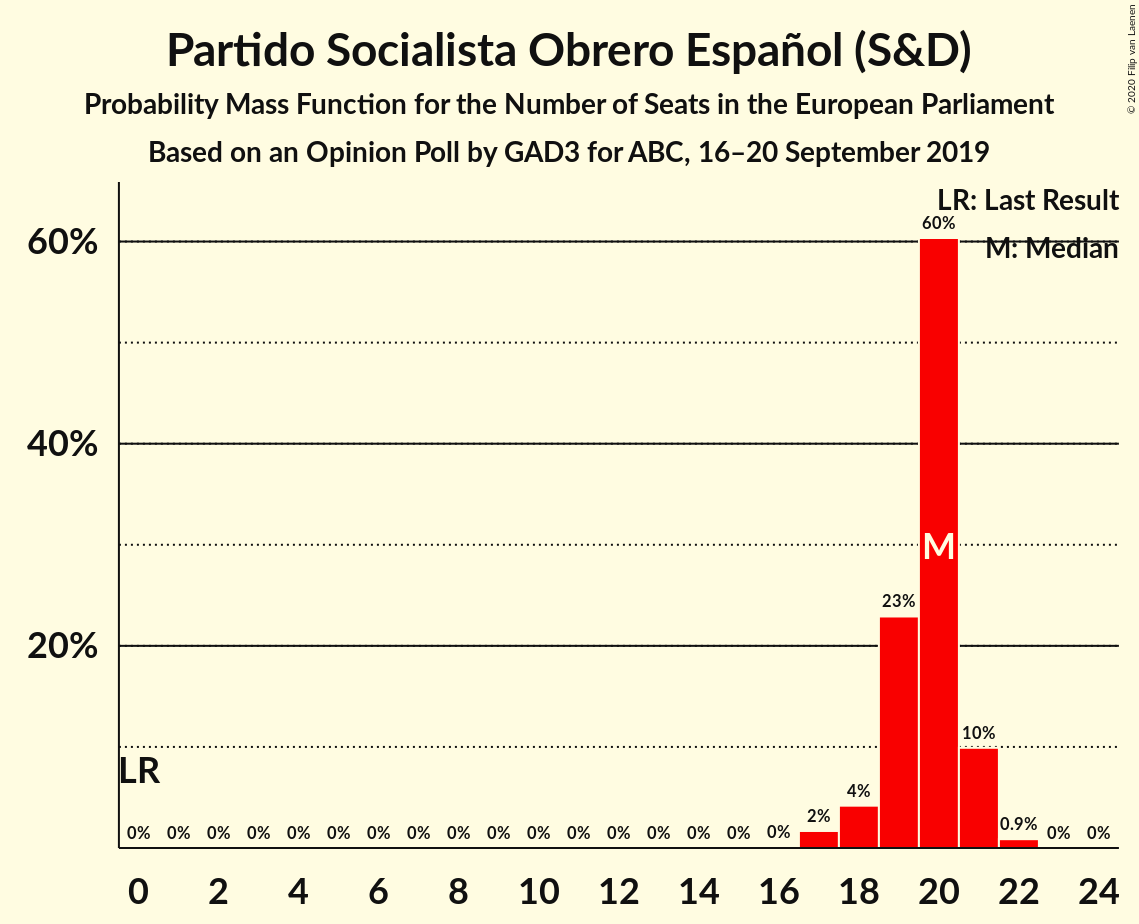 Partido Socialista Obrero Español (S&D)
Probability Mass Function for the Number of Seats in the European Parliament
Based on an Opinion Poll by GAD3 for ABC, 16–20 September 2019
© 2020 Filip van Laenen
LR: Last Result
M: Median
60%
40%
20%
60%
M
23%
10%
LR
4%
2%
0.9%
0% 0% 0% 0% 0% 0% 0% 0% 0% 0% 0% 0% 0% 0% 0% 0% 0% 0% 0%
0 2 4 6 8 10 12 14 16 18 20 22 24